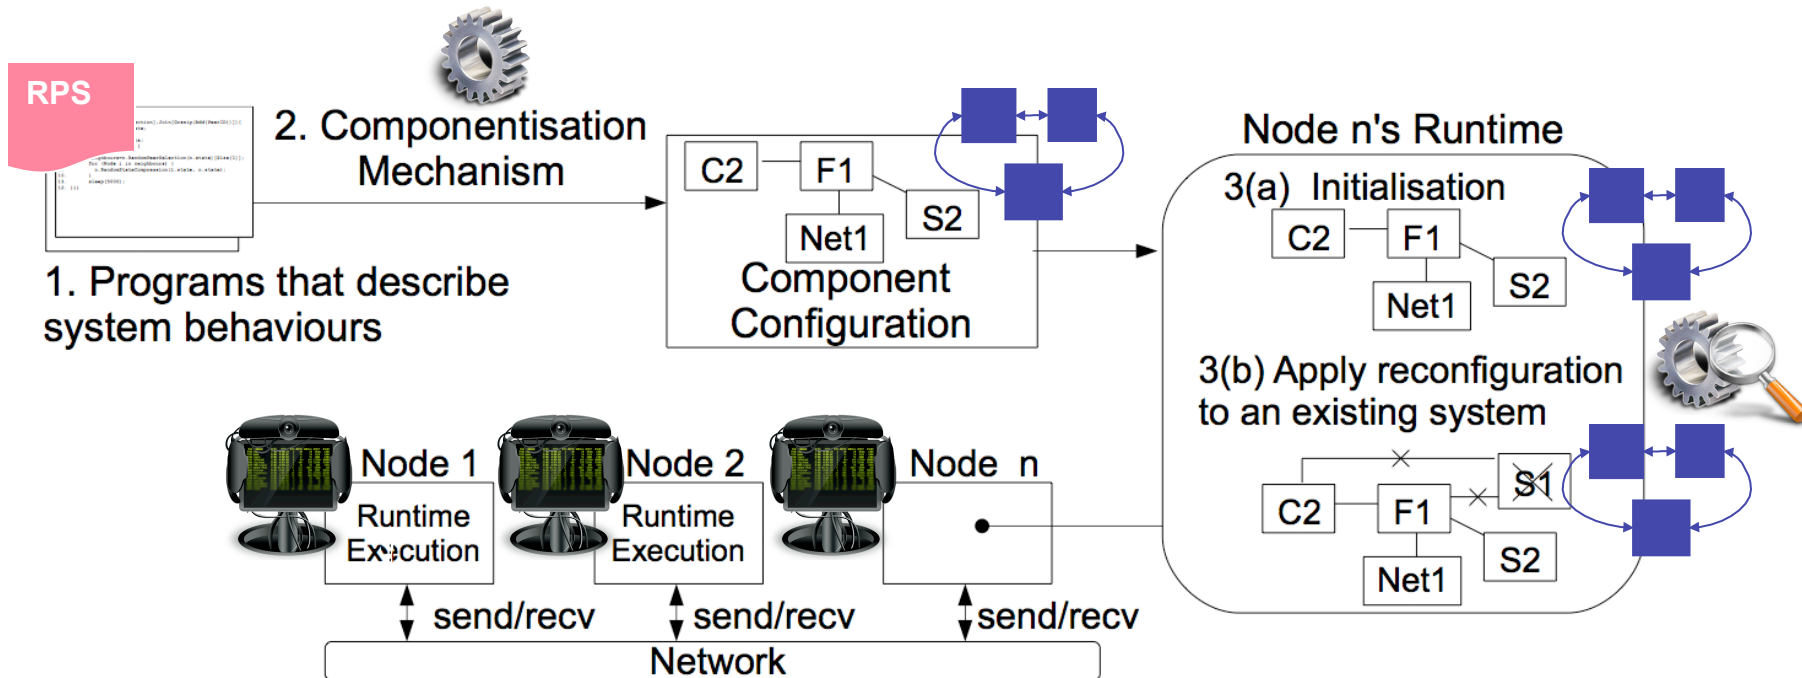 RPS
2. Componentisation
Mechanism
1. Programs that describe
system behaviours
C2
F1
S2
Net1
Component
Configuration
Node n's Runtime
3(a) Initialisation
C2
F1
S2
Net1
3(b) Apply reconfiguration
to an existing system
S1
C2
F1
S2
Net1
Node 1
Runtime
Execution
Node 2
Runtime
Execution
Node n
send/recv
send/recv
send/recv
Network